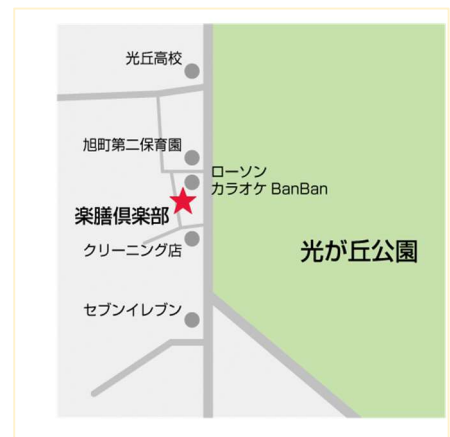 光丘高校
旭町第二保育園
ローソン
カラオケ BanBan
楽膳倶楽部
クリーニング店
光が丘公園
セブンイレブン